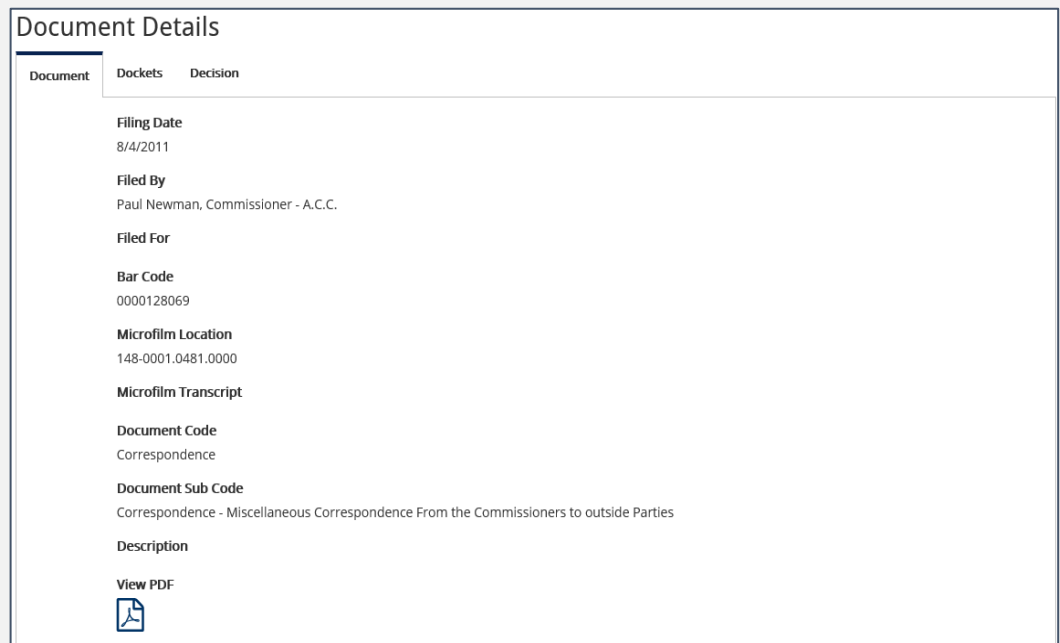 Document Details
Document Dockets Decision
Filing Date
8/4/2011
Filed By
Paul Newman, Commissioner - A.C.C.
Filed For
Bar Code
0000128069
Microfilm Location
148-0001.0481.0000
Microfilm Transcript
Document Code
Correspondence
Document Sub Code
Correspondence - Miscellaneous Correspondence From the Commissioners to outside Parties
Description
View PDF